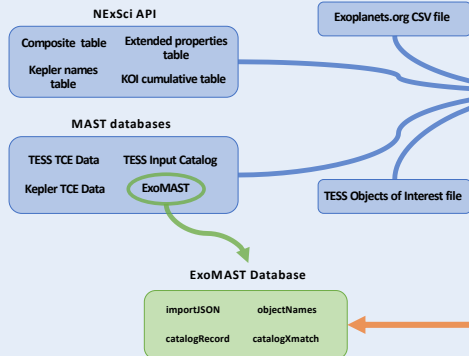 NExSci API
Composite table
Extended properties
table
Kepler names
table
KOI cumulative table
Exoplanets.org CSV file
MAST databases
TESS TCE Data
TESS Input Catalog
Kepler TCE Data
ExoMAST
TESS Objects of Interest file
ExoMAST Database
importJSON
objectNames
catalogRecord
catalogXmatch